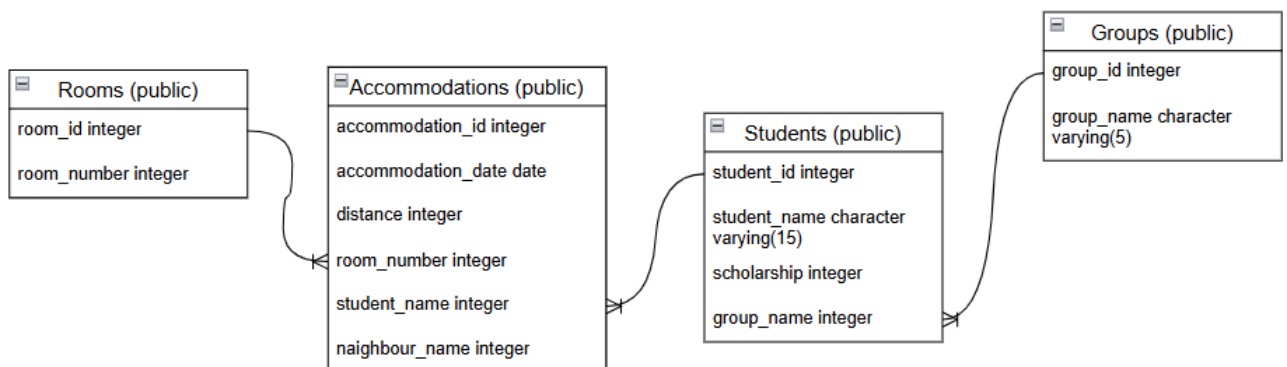 Rooms (public)
room_id integer
room_number integer
Accommodations (public)
accommodation_id integer
accommodation_date date
distance integer
room_number integer
student_name integer
naighbour_name integer
Students (public)
student_id integer
student_name character
varying(15)
scholarship integer
group_name integer
Groups (public)
group_id integer
group_name character
varying(5)